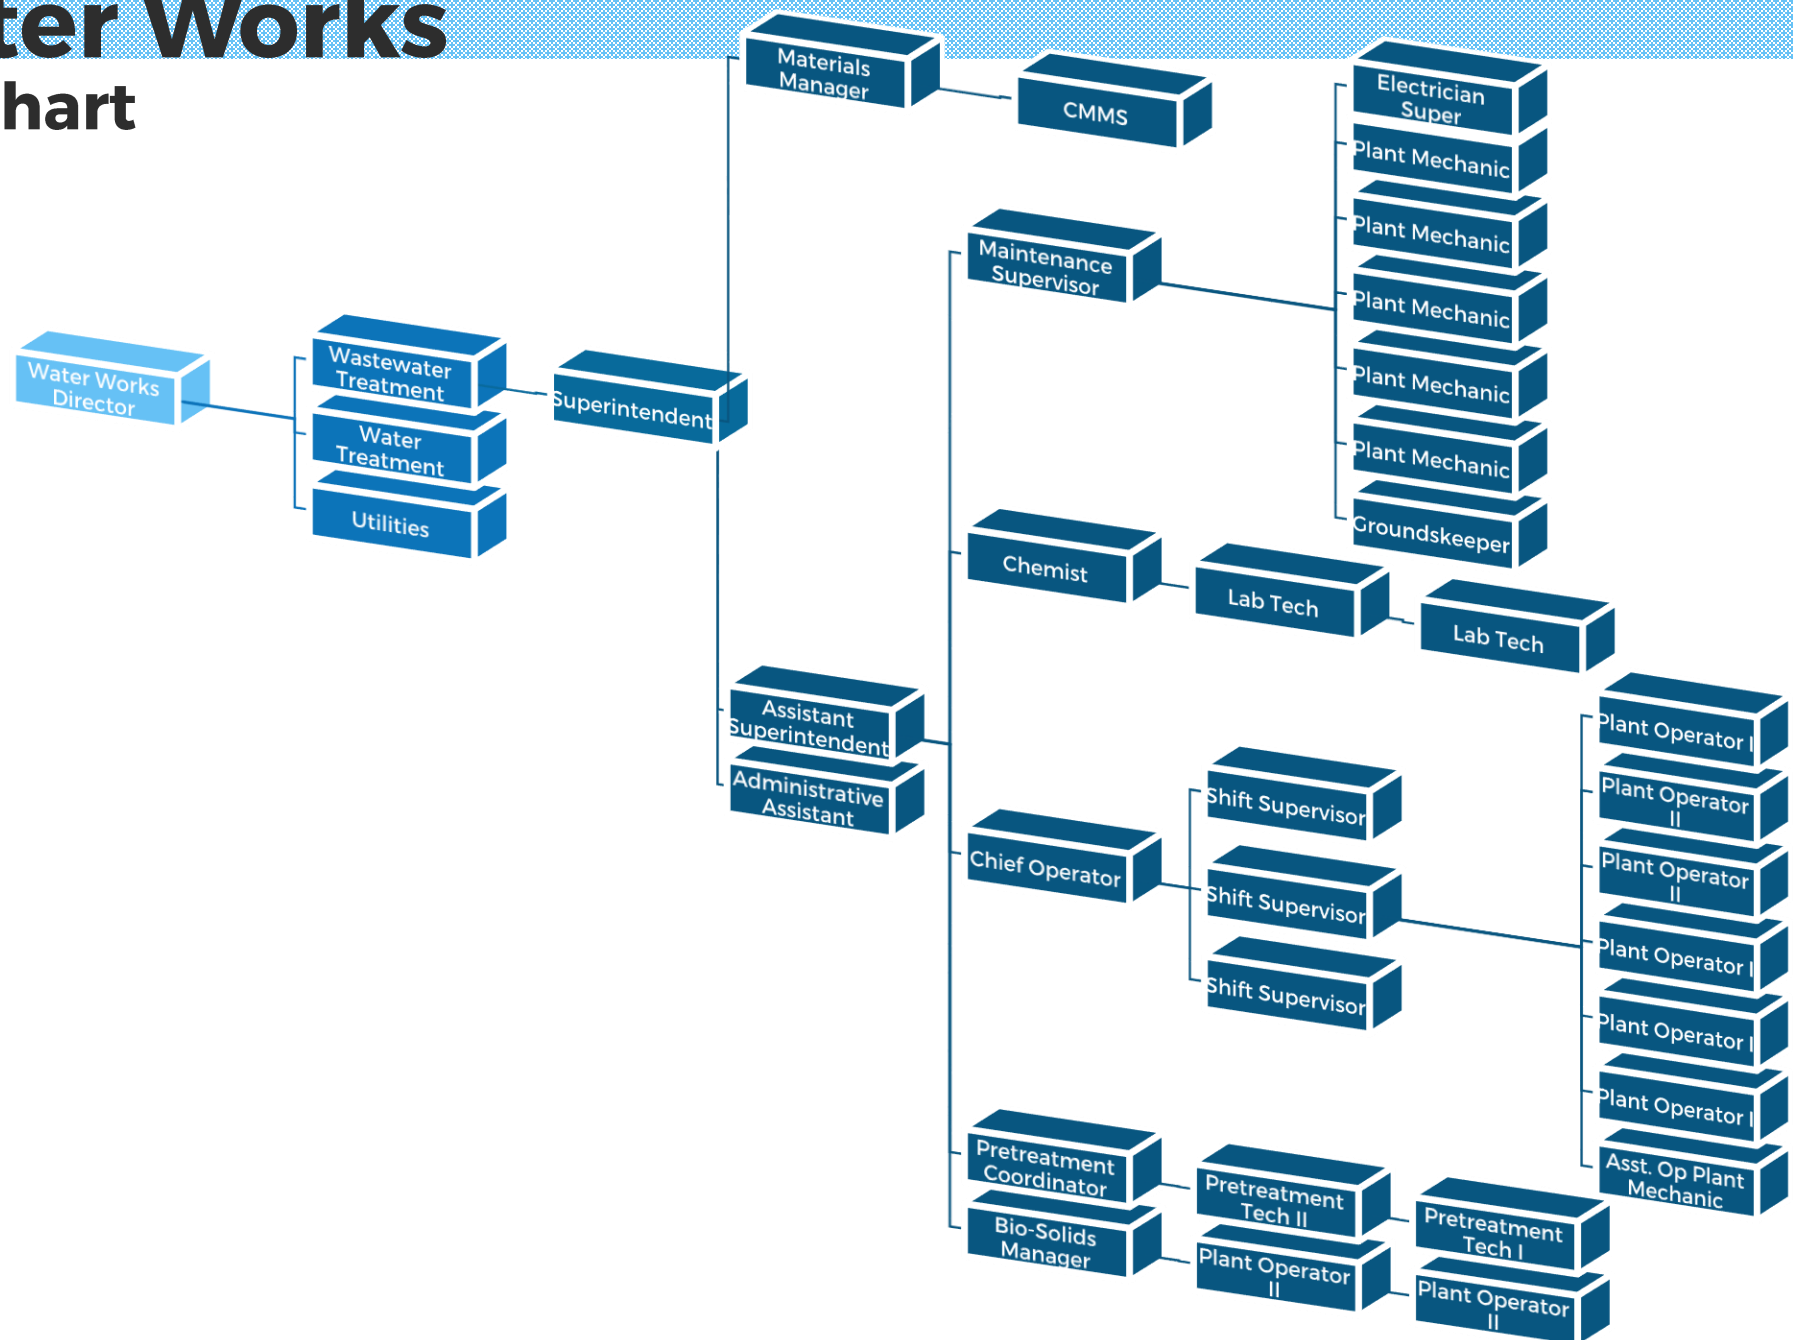 ter Works
hart
Water Works
Director
Wastewater
Treatment
Water
Treatment
Utilities
Superintendent
Materials
Manager
CMMS
Assistant
Superintendent
Administrative
Assistant
Maintenance
Supervisor
Electrician
Super
Plant Mechanic
Plant Mechanic
Plant Mechanic
Plant Mechanic
Plant Mechanic
Groundskeeper
Chemist
Lab Tech
Lab Tech
Chief Operator
Shift Supervisor
Shift Supervisor
Shift Supervisor
Plant Operator I
Plant Operator
II
Plant Operator
II
Plant Operator I
Plant Operator I
Plant Operator I
Asst. Op Plant
Mechanic
Pretreatment
Coordinator
Pretreatment
Tech II
Pretreatment
Tech I
Bio-Solids
Manager
Plant Operator
II
Plant Operator
II